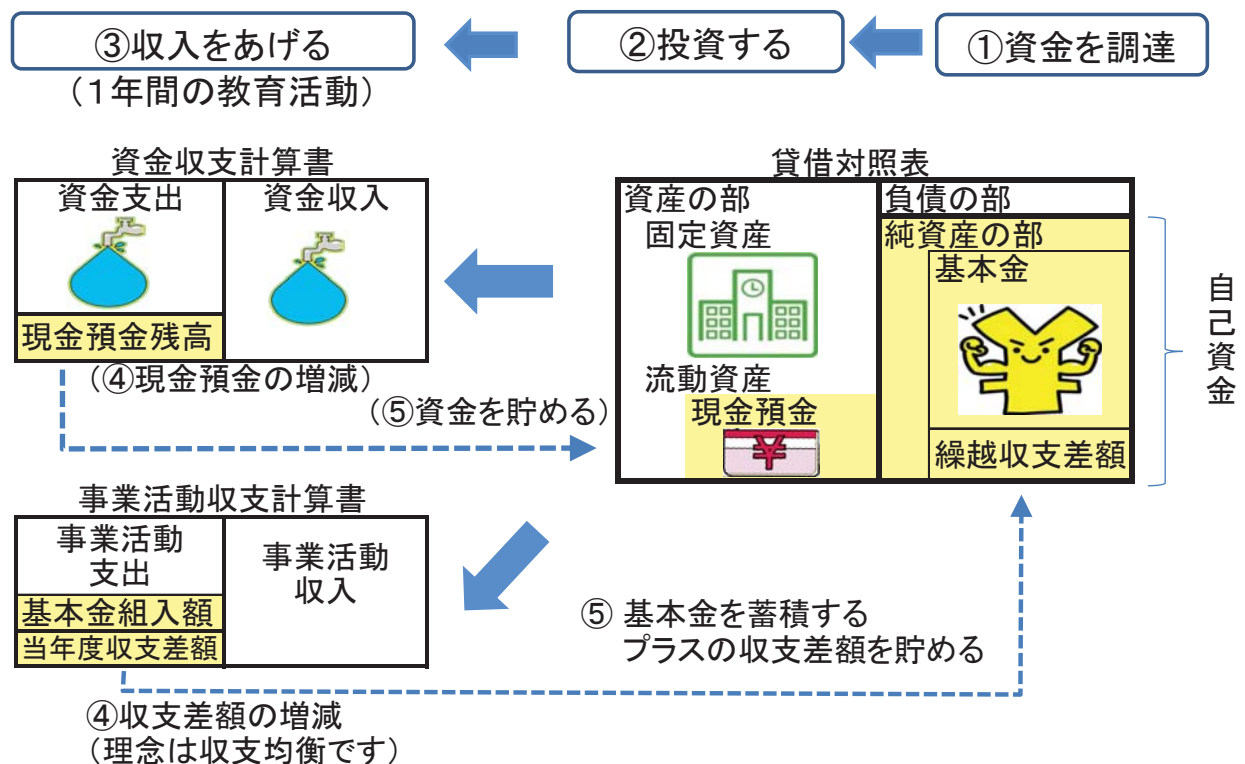 ③収入をあげる
②投資する
①資金を調達
(1年間の教育活動)
資金収支計算書
資金支出
資金収入
現金預金残高
(④現金預金の増減)
(⑤資金を貯める)
貸借対照表
資産の部
固定資産
流動資産
現金預金
¥
負債の部
純資産の部
基本金
繰越収支差額
自己資金
事業活動収支計算書
事業活動
支出
基本金組入額
当年度収支差額
事業活動
収入
⑤ 基本金を蓄積する
プラスの収支差額を貯める
④収支差額の増減
(理念は収支均衡です)